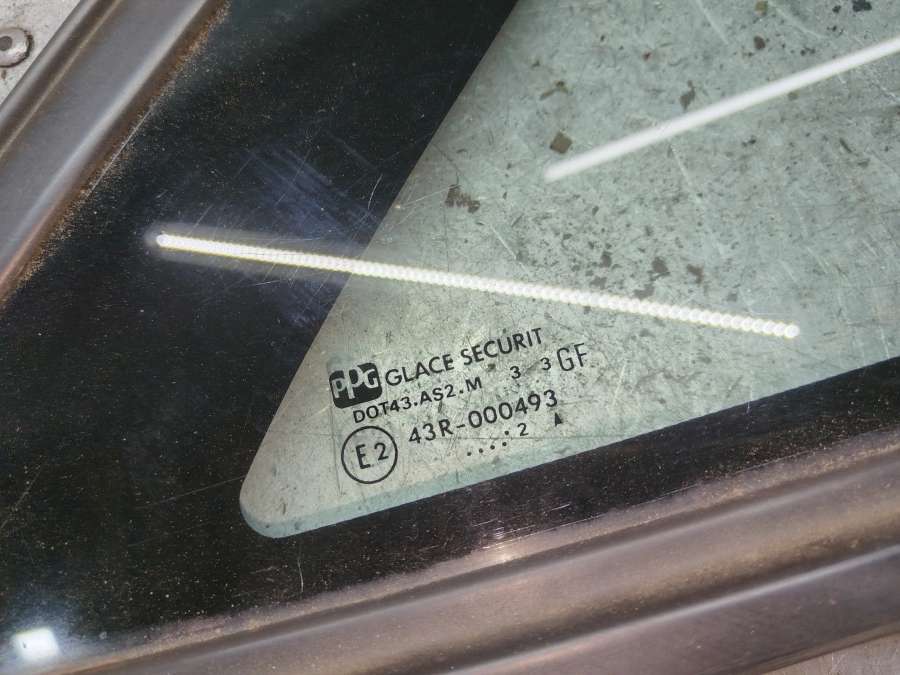 PPG GLACE SECURIT
DOT43.AS2.M 3 3 GF
E2 43R-000493
....2 A